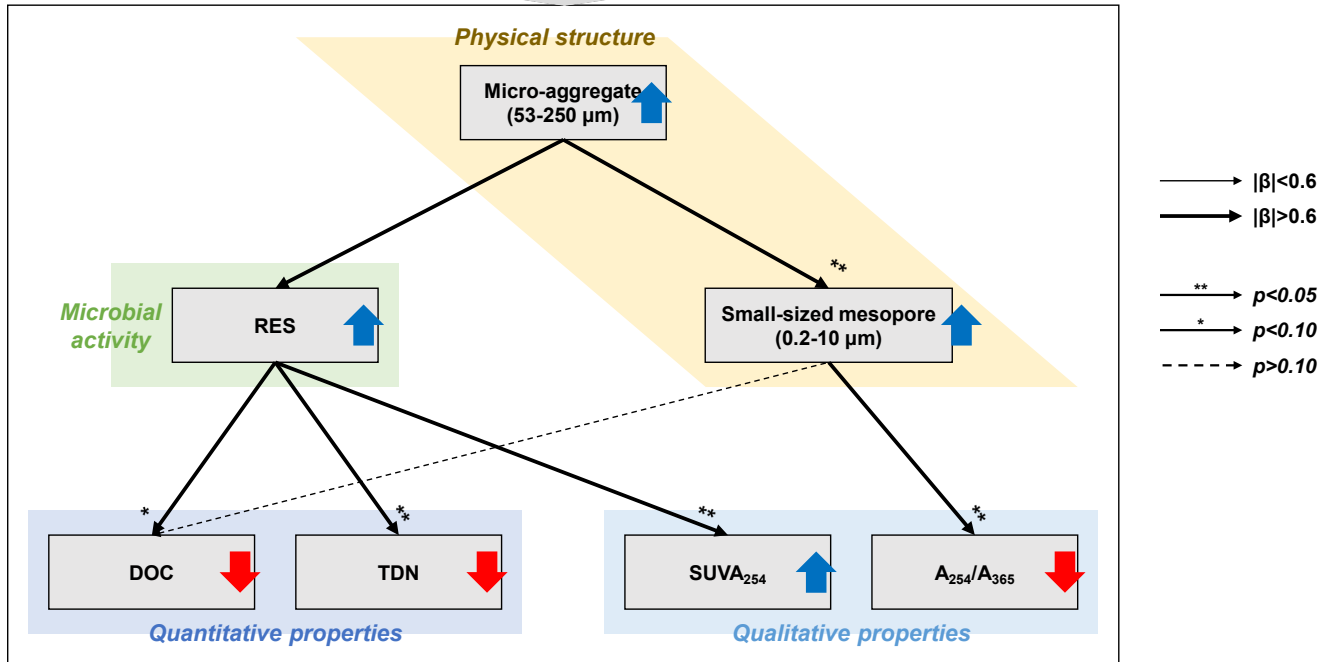 Physical structure
Micro-aggregate
(53-250 µm)
|β|<0.6
|β|>0.6
**
Microbial
activity
RES
Small-sized mesopore
(0.2-10 µm)
**
p<0.05
*
p<0.10
p>0.10
*
**
**
**
DOC
TDN
SUVA₂₅₄
A₂₅₄/A₃₆₅
Quantitative properties
Qualitative properties